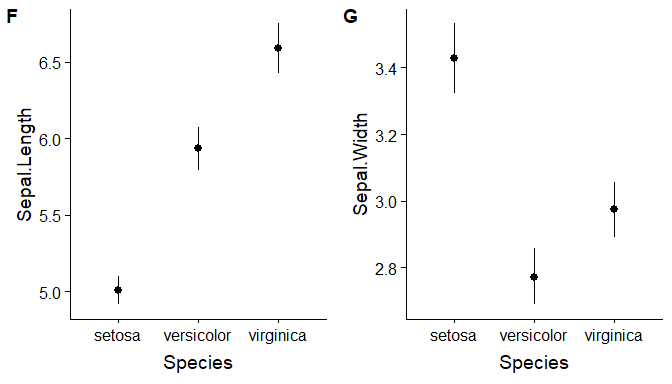 F
Sepal.Length
6.5
6.0
5.5
5.0
setosa versicolor virginica
Species
G
Sepal.Width
3.4
3.2
3.0
2.8
setosa versicolor virginica
Species